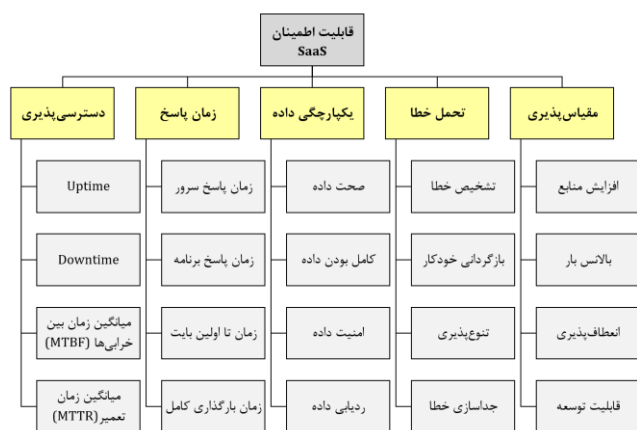 قابلیت اطمینان
SaaS
مقیاس‌پذیری
تحمل خطا
یکپارچگی داده
زمان پاسخ
دسترسی‌پذیری
افزایش منابع
تشخیص خطا
صحت داده
زمان پاسخ سرور
Uptime
بالانس بار
بازگردانی خودکار
کامل بودن داده
زمان پاسخ برنامه
Downtime
انعطاف‌پذیری
تنوع‌پذیری
امنیت داده
زمان تا اولین بایت
میانگین زمان بین
خرابی‌ها (MTBF)
قابلیت توسعه
جداسازی خطا
ردیابی داده
زمان بارگذاری کامل
میانگین زمان
تعمیر(MTTR)